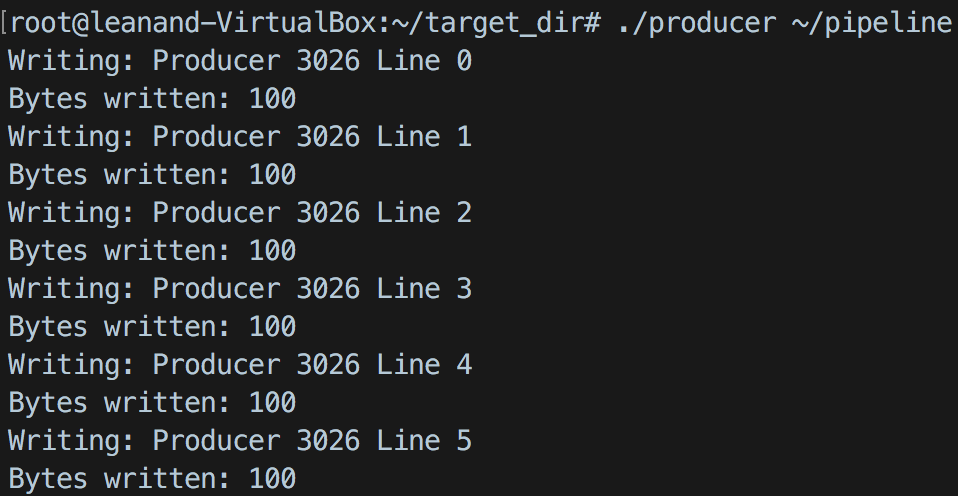 [root@leanand-VirtualBox:~/target_dir# ./producer ~/pipeline
Writing: Producer 3026 Line 0
Bytes written: 100
Writing: Producer 3026 Line 1
Bytes written: 100
Writing: Producer 3026 Line 2
Bytes written: 100
Writing: Producer 3026 Line 3
Bytes written: 100
Writing: Producer 3026 Line 4
Bytes written: 100
Writing: Producer 3026 Line 5
Bytes written: 100